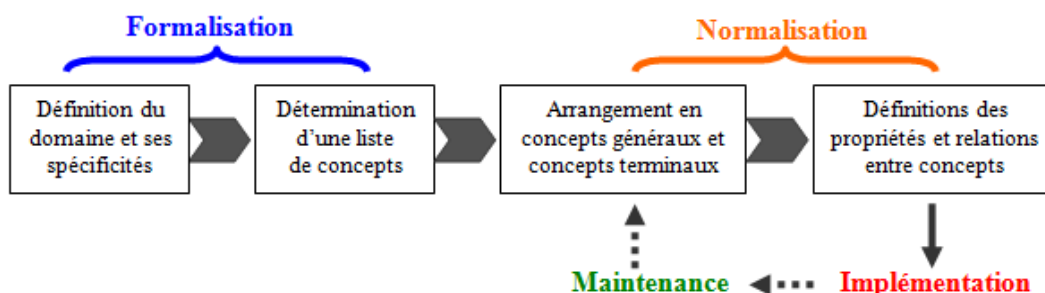 Formalisation
Normalisation
Définition du
domaine et ses
spécificités
Détermination
d'une liste
de concepts
Arrangement en
concepts généraux et
concepts terminaux
Définitions des
propriétés et relations
entre concepts
Maintenance
Implémentation